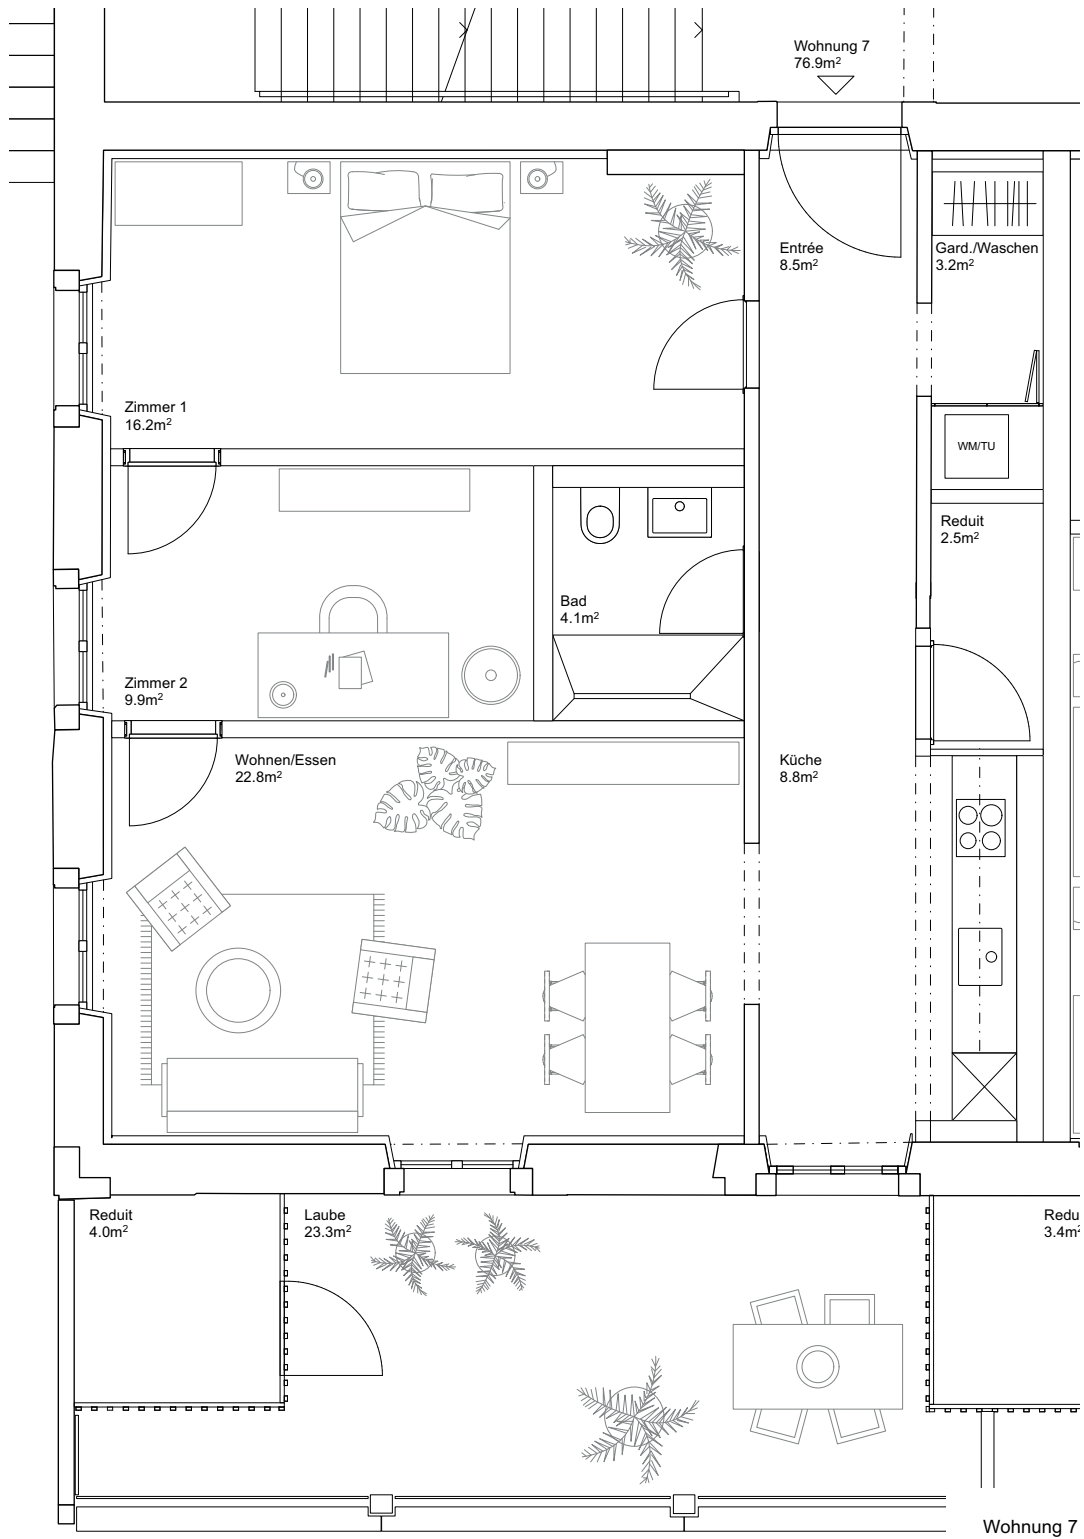 Wohnung 7
76.9m²
Entrée
8.5m²
Gard./Waschen
3.2m²
Zimmer 1
16.2m²
WM/TU
Reduit
2.5m²
Bad
4.1m²
Zimmer 2
9.9m²
Wohnen/Essen
22.8m²
Küche
8.8m²
Reduit
4.0m²
Laube
23.3m²
Redu
3.4m²
Wohnung 7